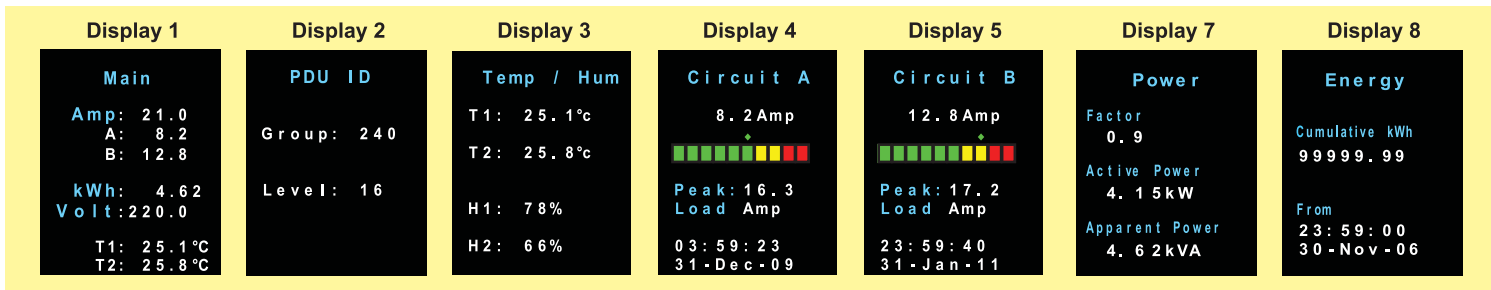 Display 1
Main
Amp: 21.0
A: 8.2
B: 12.8
kWh: 4.62
Volt:220.0
T1: 25.1°C
T2: 25.8°C
Display 2
PDU ID
Group: 240
Level: 16
Display 3
Temp / Hum
T1: 25.1°c
T2: 25.8°c
H1: 78%
H2: 66%
Display 4
Circuit A
8.2Amp
Peak:16.3
Load Amp
03:59:23
31-Dec-09
Display 5
Circuit B
12.8Amp
Peak:17.2
Load Amp
23:59:40
31-Jan-11
Display 7
Power
Factor
0.9
Active Power
4.15kW
Apparent Power
4.62kVA
Display 8
Energy
Cumulative kWh
99999.99
From
23:59:00
30-Nov-06